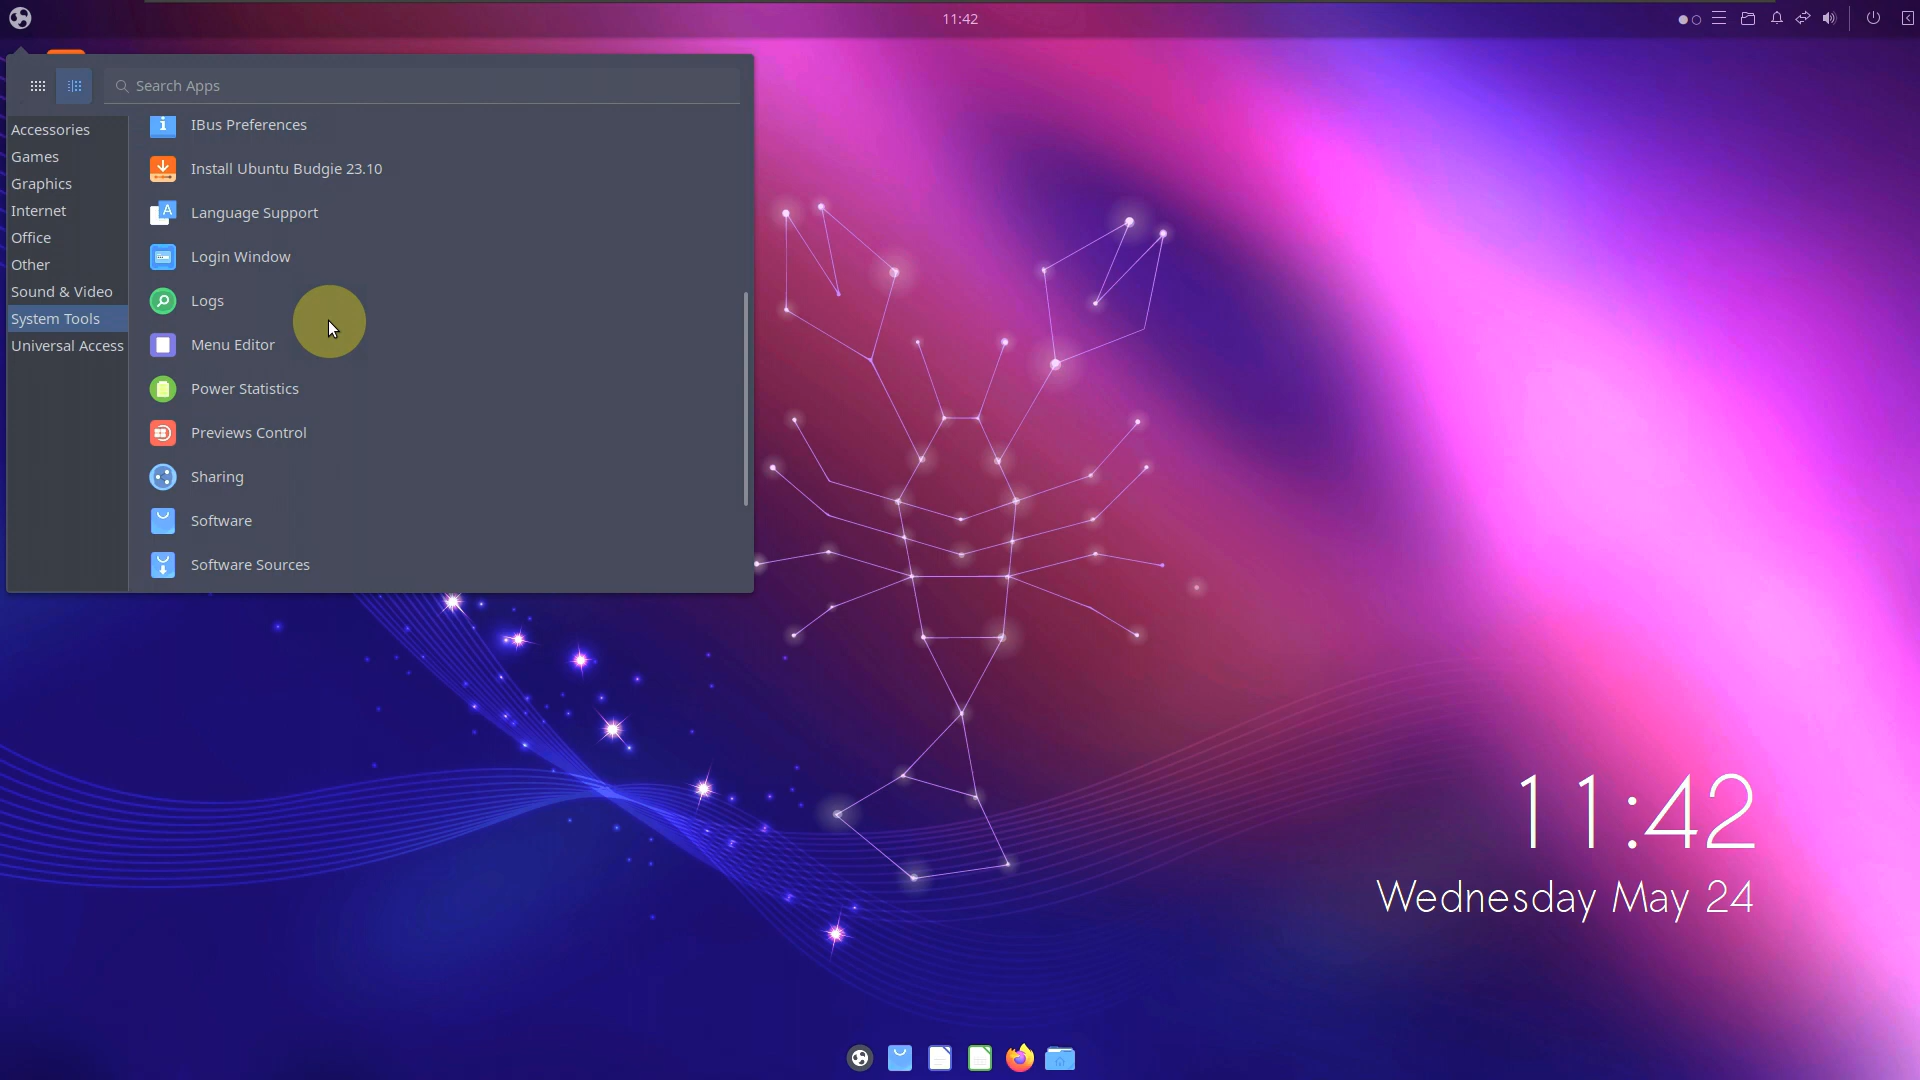 11:42
Search Apps
Accessories
Games
Graphics
Internet
Office
Other
Sound & Video
System Tools
Universal Access
IBus Preferences
Install Ubuntu Budgie 23.10
Language Support
Login Window
Logs
Menu Editor
Power Statistics
Previews Control
Sharing
Software
Software Sources
11:42
Wednesday May 24